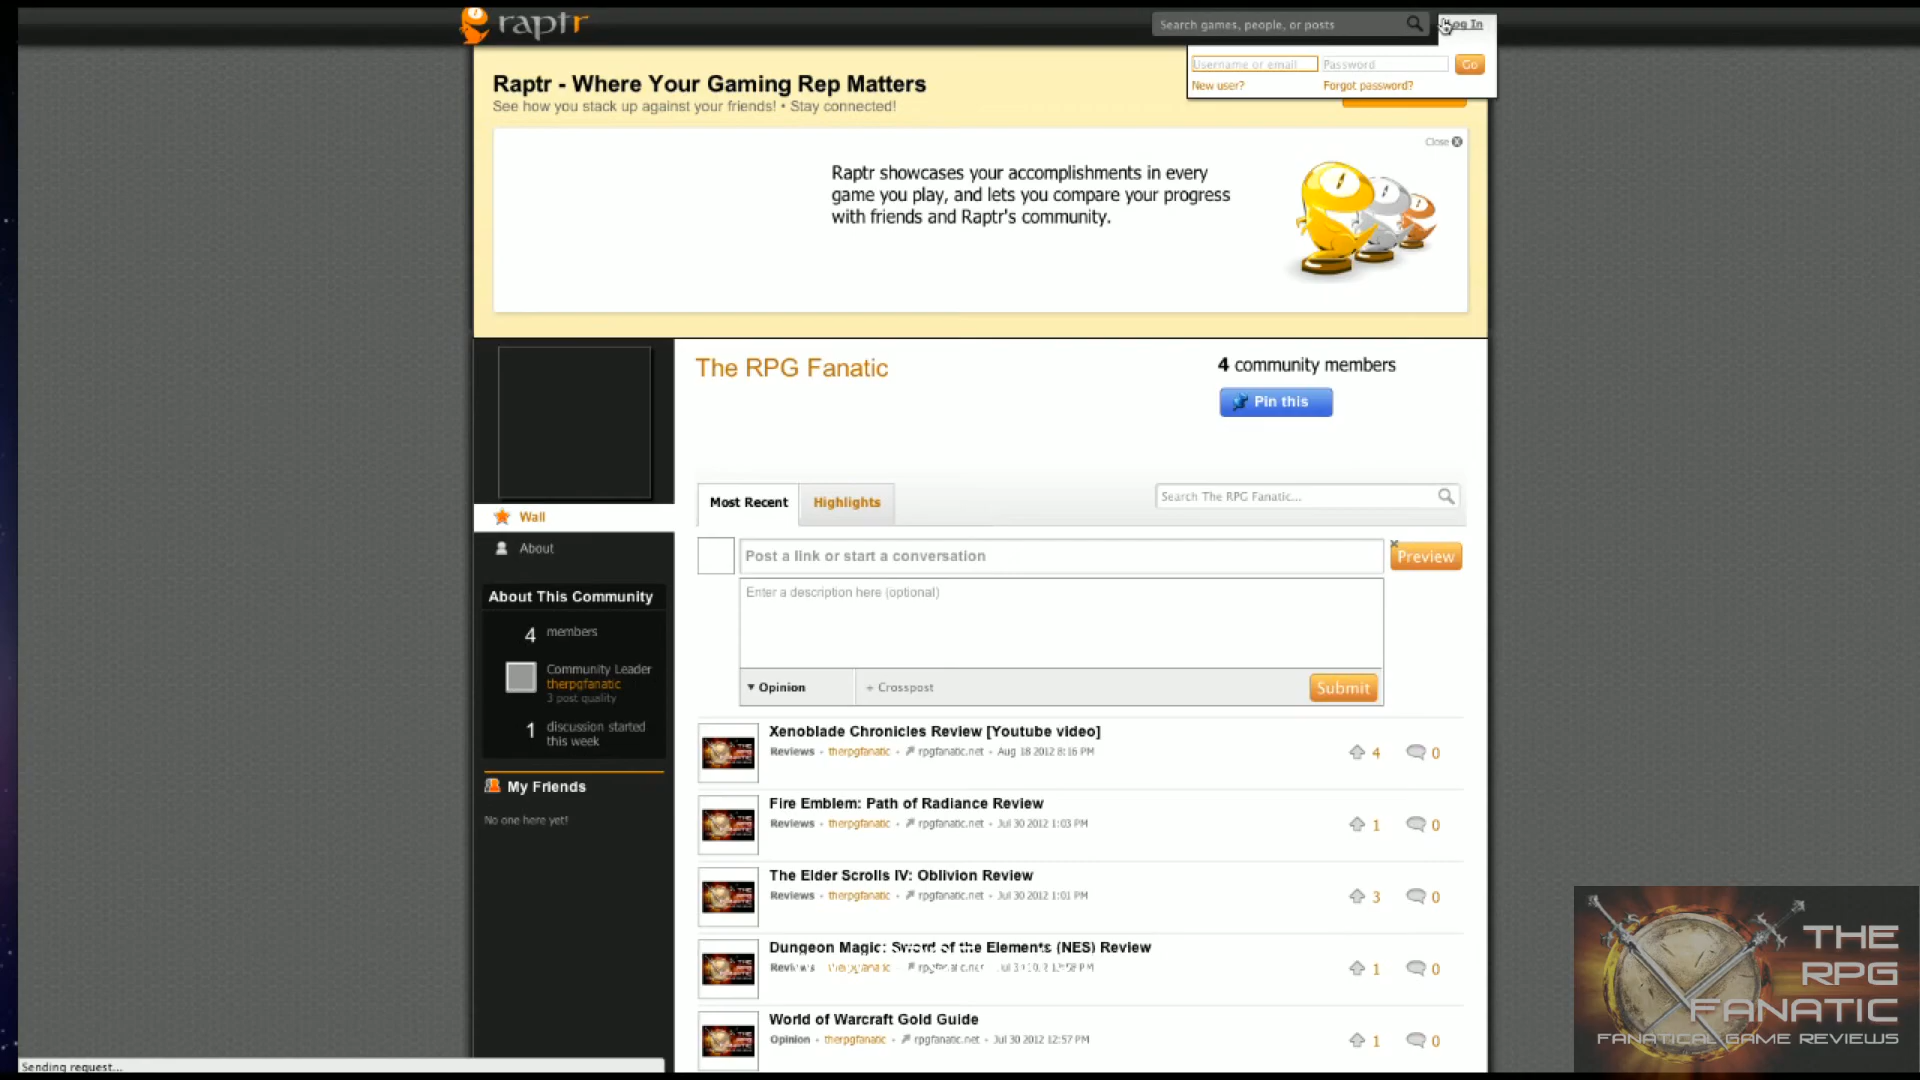 raptr
Search games, people, or posts
Log In
Username or email
Password
Go
New user?
Forgot password?
Raptr - Where Your Gaming Rep Matters
See how you stack up against your friends! • Stay connected!
Close
Raptr showcases your accomplishments in every
game you play, and lets you compare your progress
with friends and Raptr's community.
The RPG Fanatic
4 community members
Pin this
Most Recent
Highlights
Search The RPG Fanatic...
Wall
About
Post a link or start a conversation
Preview
Enter a description here (optional)
Opinion
+ Crosspost
Submit
About This Community
4 members
Community Leader
therpgfanatic
3 post quality
1 discussion started
this week
My Friends
No one here yet!
Xenoblade Chronicles Review [Youtube video]
Reviews • therpgfanatic • rpgfanatic.net • Aug 18 2012 8:16 PM
4
0
Fire Emblem: Path of Radiance Review
Reviews • therpgfanatic • rpgfanatic.net • Jul 30 2012 1:03 PM
1
0
The Elder Scrolls IV: Oblivion Review
Reviews • therpgfanatic • rpgfanatic.net • Jul 30 2012 1:01 PM
3
0
Dungeon Magic: Sword of the Elements (NES) Review
Reviews • therpgfanatic • rpgfanatic.net • Jul 30 2012 12:58 PM
1
0
World of Warcraft Gold Guide
Opinion • therpgfanatic • rpgfanatic.net • Jul 30 2012 12:57 PM
1
0
Sending request...
THE
RPG
FANATIC
FANATICAL GAME REVIEWS